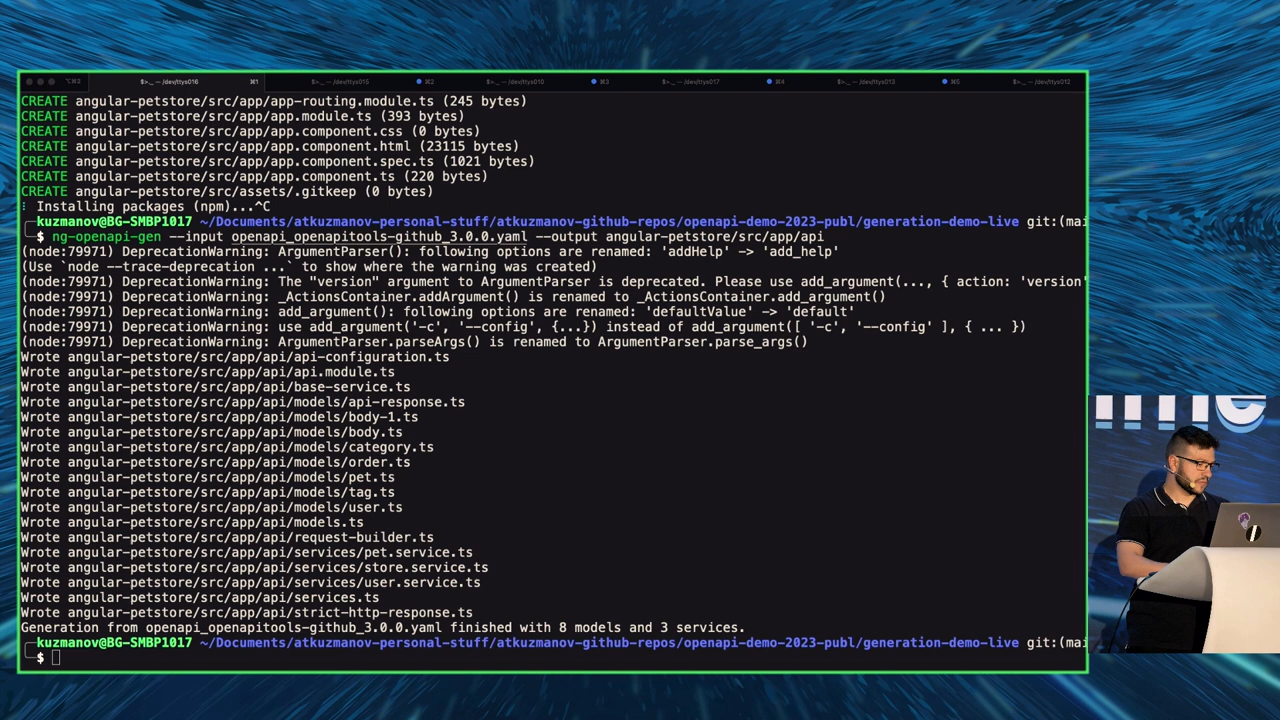 ⌥⌘2
$>_ — /dev/ttys016
⌘1
$>_ — /dev/ttys015
⌘2
$>_ — /dev/ttys010
⌘3
$>_ — /dev/ttys017
⌘4
$>_ — /dev/ttys013
⌘5
$>_ — /dev/ttys012
CREATE angular-petstore/src/app/app-routing.module.ts (245 bytes)
CREATE angular-petstore/src/app/app.module.ts (393 bytes)
CREATE angular-petstore/src/app/app.component.css (0 bytes)
CREATE angular-petstore/src/app/app.component.html (23115 bytes)
CREATE angular-petstore/src/app/app.component.spec.ts (1021 bytes)
CREATE angular-petstore/src/app/app.component.ts (220 bytes)
CREATE angular-petstore/src/assets/.gitkeep (0 bytes)
⠇ Installing packages (npm)...^C
kuzmanov@BG-SMBP1017 ~/Documents/atkuzmanov-personal-stuff/atkuzmanov-github-repos/openapi-demo-2023-publ/generation-demo-live git:(mai
$ ng-openapi-gen --input openapi_openapitools-github_3.0.0.yaml --output angular-petstore/src/app/api
(node:79971) DeprecationWarning: ArgumentParser(): following options are renamed: 'addHelp' -> 'add_help'
(Use `node --trace-deprecation ...` to show where the warning was created)
(node:79971) DeprecationWarning: The "version" argument to ArgumentParser is deprecated. Please use add_argument(..., { action: 'version'
(node:79971) DeprecationWarning: _ActionsContainer.addArgument() is renamed to _ActionsContainer.add_argument()
(node:79971) DeprecationWarning: add_argument(): following options are renamed: 'defaultValue' -> 'default'
(node:79971) DeprecationWarning: use add_argument('-c', '--config', {...}) instead of add_argument([ '-c', '--config' ], { ... })
(node:79971) DeprecationWarning: ArgumentParser.parseArgs() is renamed to ArgumentParser.parse_args()
Wrote angular-petstore/src/app/api/api-configuration.ts
Wrote angular-petstore/src/app/api/api.module.ts
Wrote angular-petstore/src/app/api/base-service.ts
Wrote angular-petstore/src/app/api/models/api-response.ts
Wrote angular-petstore/src/app/api/models/body-1.ts
Wrote angular-petstore/src/app/api/models/body.ts
Wrote angular-petstore/src/app/api/models/category.ts
Wrote angular-petstore/src/app/api/models/order.ts
Wrote angular-petstore/src/app/api/models/pet.ts
Wrote angular-petstore/src/app/api/models/tag.ts
Wrote angular-petstore/src/app/api/models/user.ts
Wrote angular-petstore/src/app/api/models.ts
Wrote angular-petstore/src/app/api/request-builder.ts
Wrote angular-petstore/src/app/api/services/pet.service.ts
Wrote angular-petstore/src/app/api/services/store.service.ts
Wrote angular-petstore/src/app/api/services/user.service.ts
Wrote angular-petstore/src/app/api/services.ts
Wrote angular-petstore/src/app/api/strict-http-response.ts
Generation from openapi_openapitools-github_3.0.0.yaml finished with 8 models and 3 services.
kuzmanov@BG-SMBP1017 ~/Documents/atkuzmanov-personal-stuff/atkuzmanov-github-repos/openapi-demo-2023-publ/generation-demo-live git:(mai
$